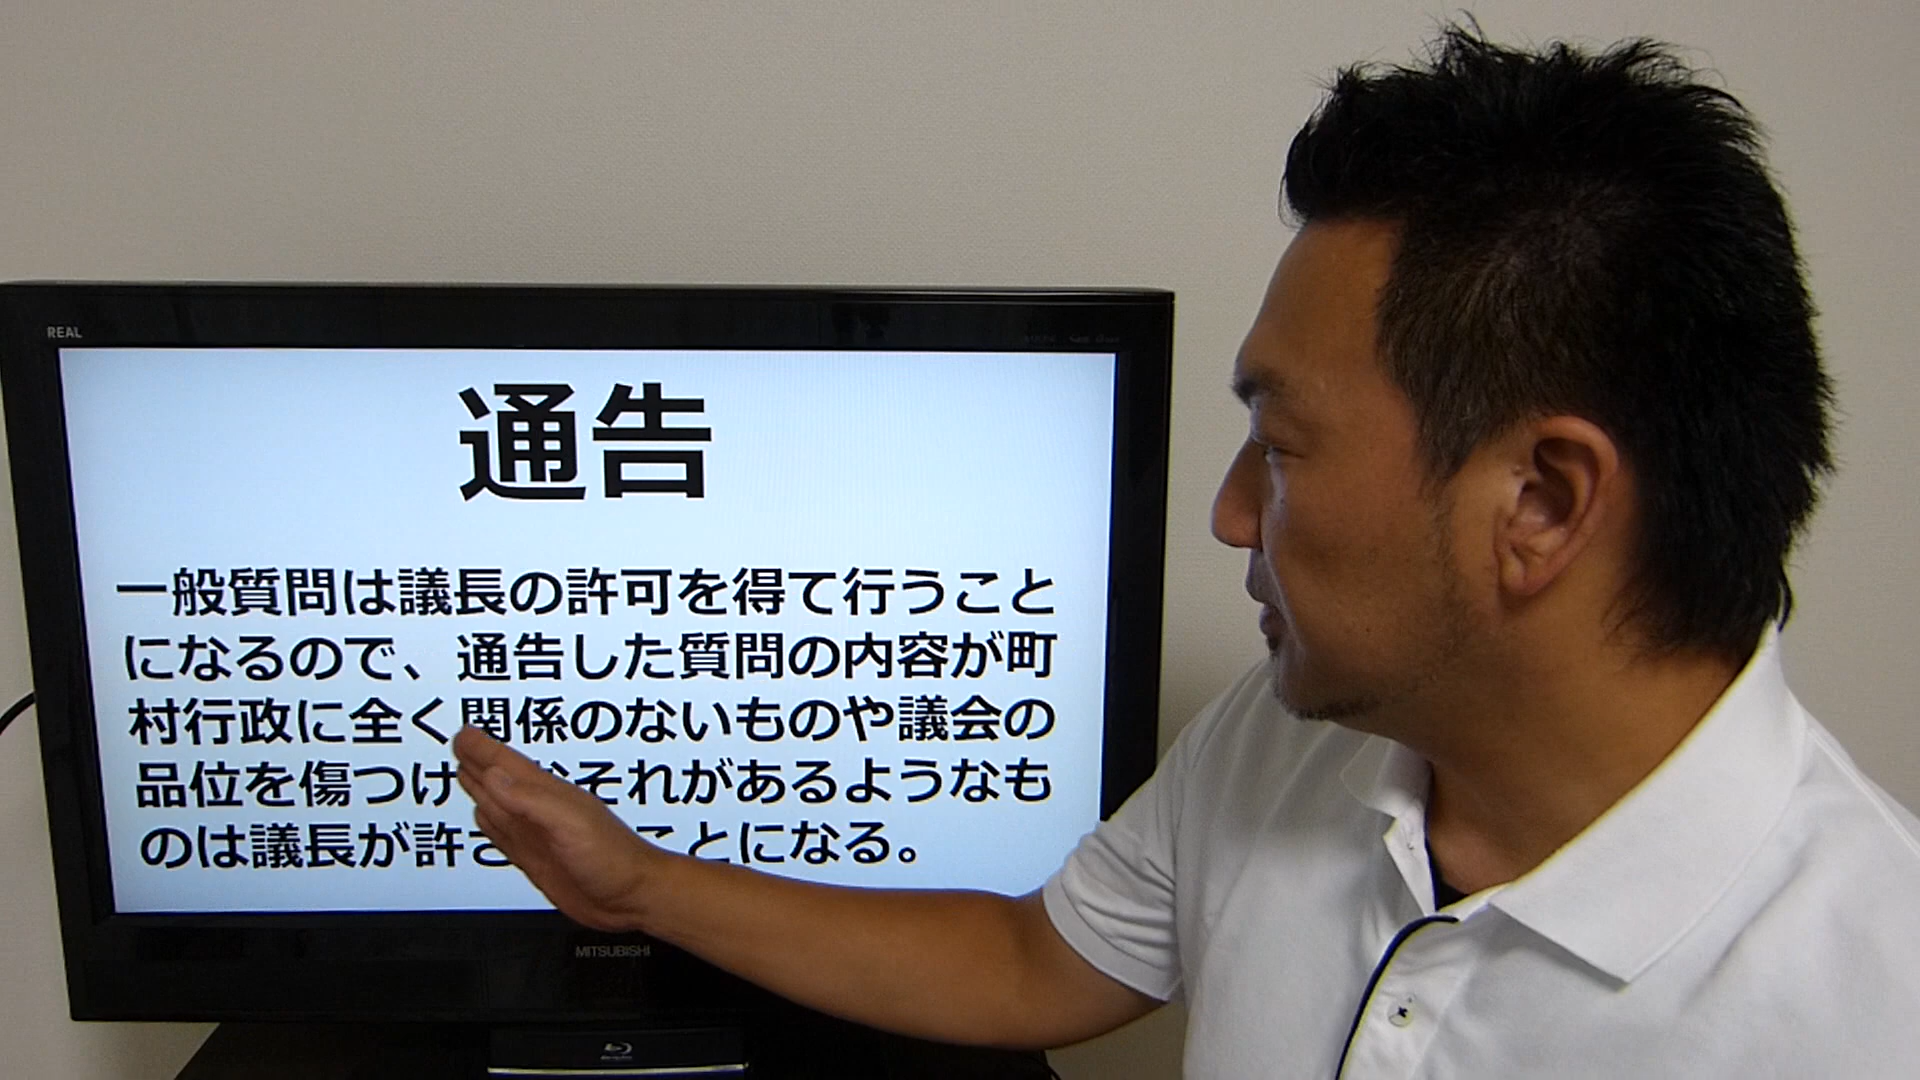 REAL
通告
一般質問は議長の許可を得て行うこと
になるので、通告した質問の内容が町
村行政に全く関係のないものや議会の
品位を傷つけ それがあるようなも
のは議長が許さ ことになる。
MITSUBISHI